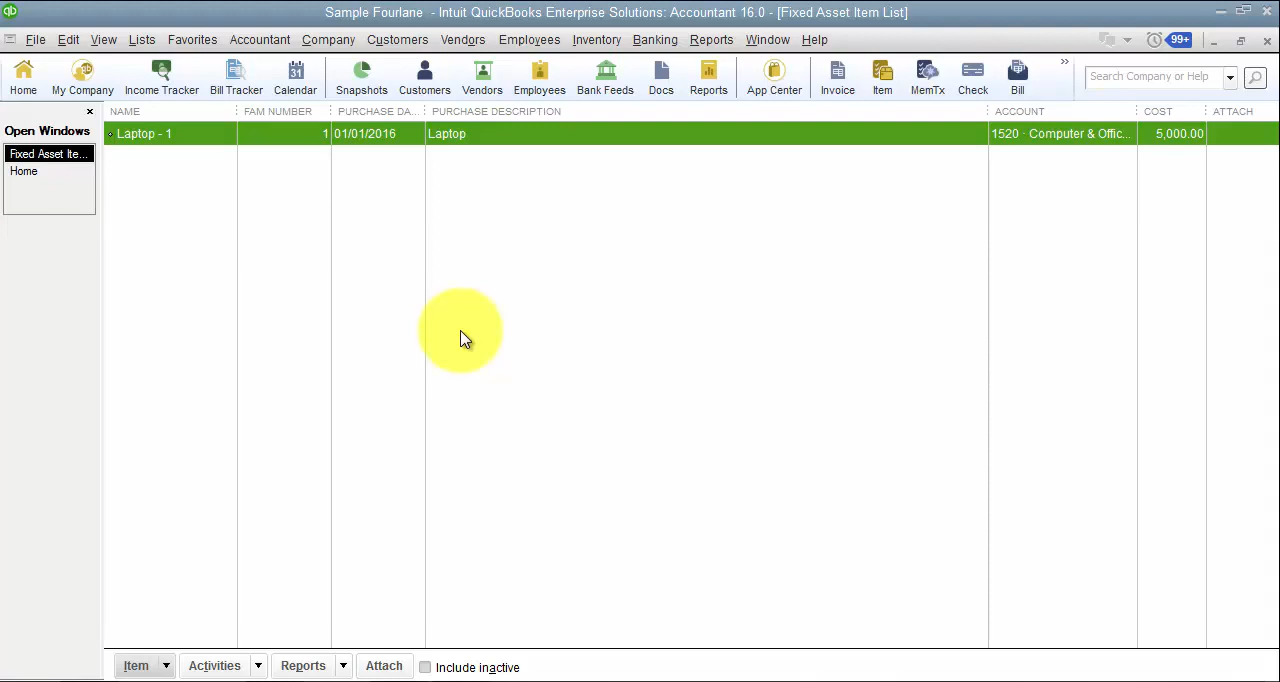 qb
Sample Fourlane - Intuit QuickBooks Enterprise Solutions: Accountant 16.0 - [Fixed Asset Item List]
File Edit View Lists Favorites Accountant Company Customers Vendors Employees Inventory Banking Reports Window Help 99+
Home My Company Income Tracker Bill Tracker Calendar Snapshots Customers Vendors Employees Bank Feeds Docs Reports App Center Invoice Item MemTx Check Bill » Search Company or Help
NAME FAM NUMBER PURCHASE DA... PURCHASE DESCRIPTION ACCOUNT COST ATTACH
Open Windows
Laptop - 1 1 01/01/2016 Laptop 1520 · Computer & Offic... 5,000.00
Fixed Asset Ite...
Home
Item Activities Reports Attach Include inactive